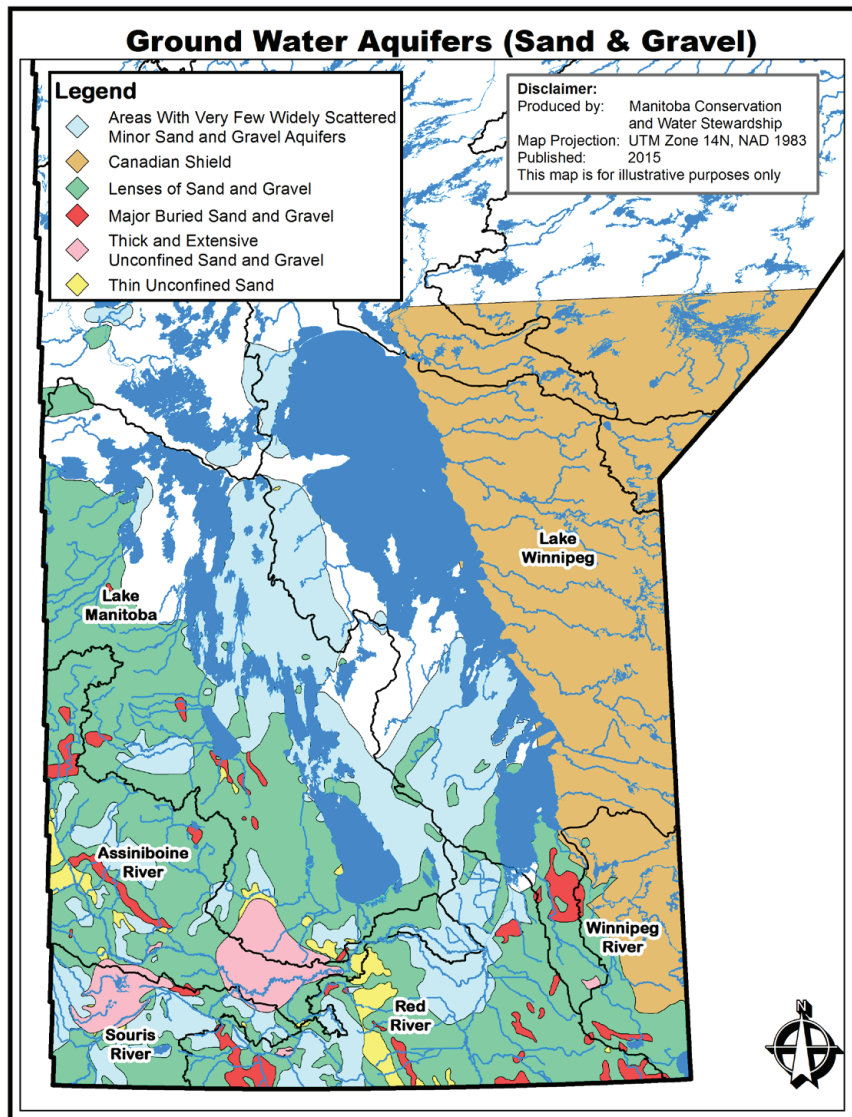 Ground Water Aquifers (Sand & Gravel)
Legend
Areas With Very Few Widely Scattered
Minor Sand and Gravel Aquifers
Canadian Shield
Lenses of Sand and Gravel
Major Buried Sand and Gravel
Thick and Extensive
Unconfined Sand and Gravel
Thin Unconfined Sand
Disclaimer:
Produced by: Manitoba Conservation
and Water Stewardship
Map Projection: UTM Zone 14N, NAD 1983
Published: 2015
This map is for illustrative purposes only
Lake
Winnipeg
Lake
Manitoba
Assiniboine
River
Winnipeg
River
Red
River
Souris
River
N